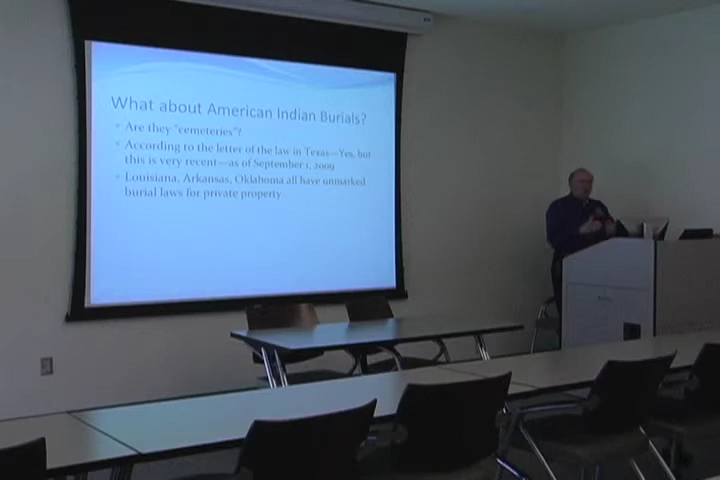 What about American Indian Burials?
Are they "cemeteries"?
According to the letter of the law in Texas—Yes, but
this is very recent—as of September 1, 2009
Louisiana, Arkansas, Oklahoma all have unmarked
burial laws for private property